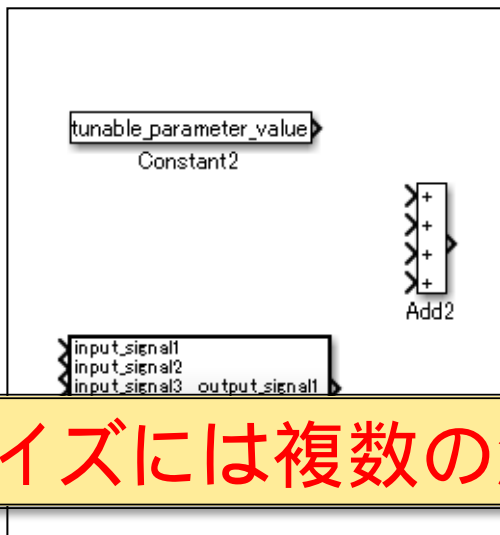 tunable_parameter_value
Constant2
+
+
+
+
Add2
input_signal1
input_signal2
input_signal3 output_signal1
イズには複数の